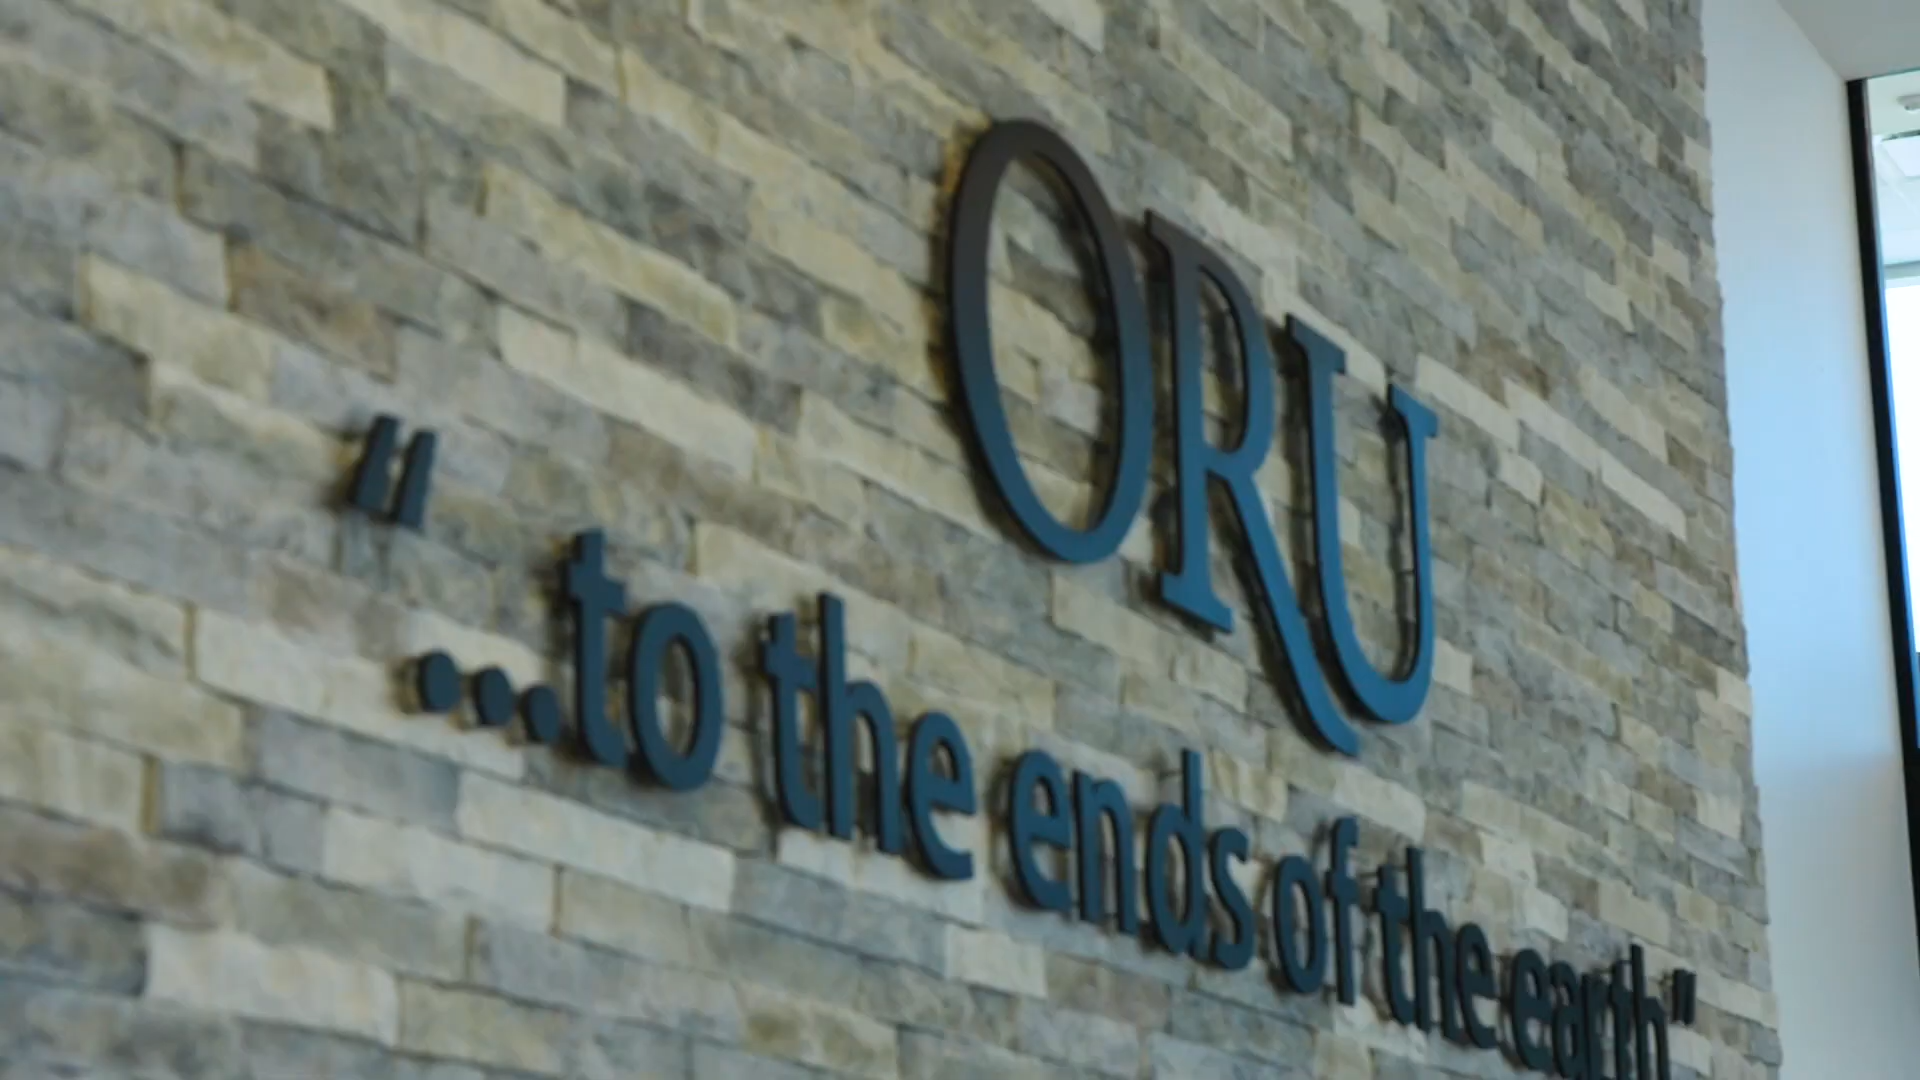 ORU
“...to the ends of the earth”